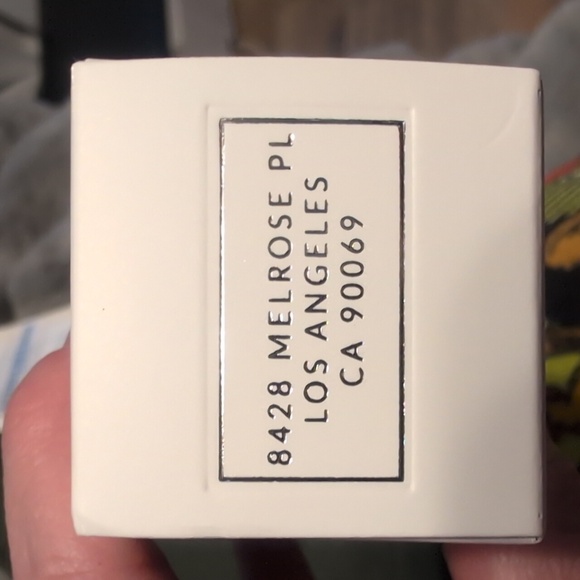 8428 MELROSE PL
LOS ANGELES
CA 90069